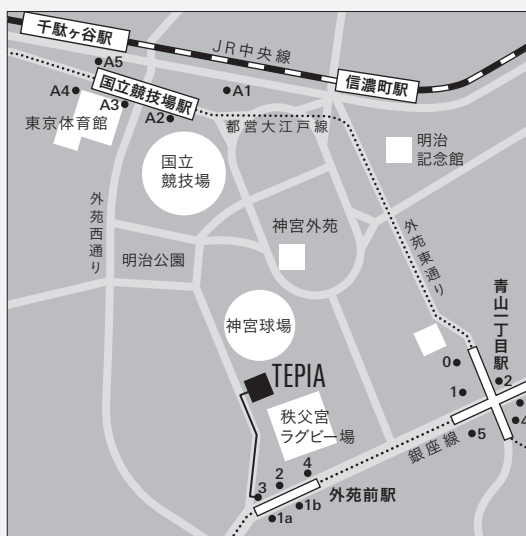 千駄ヶ谷駅
JR中央線
信濃町駅
A5
A4
A3
国立競技場駅
A2
A1
東京体育館
都営大江戸線
国立
競技場
明治
記念館
外苑西通り
神宮外苑
外苑東通り
明治公園
神宮球場
青山一丁目駅
0
1
2
4
5
TEPIA
秩父宮
ラグビー場
銀座線
4
2
3
外苑前駅
1b
1a